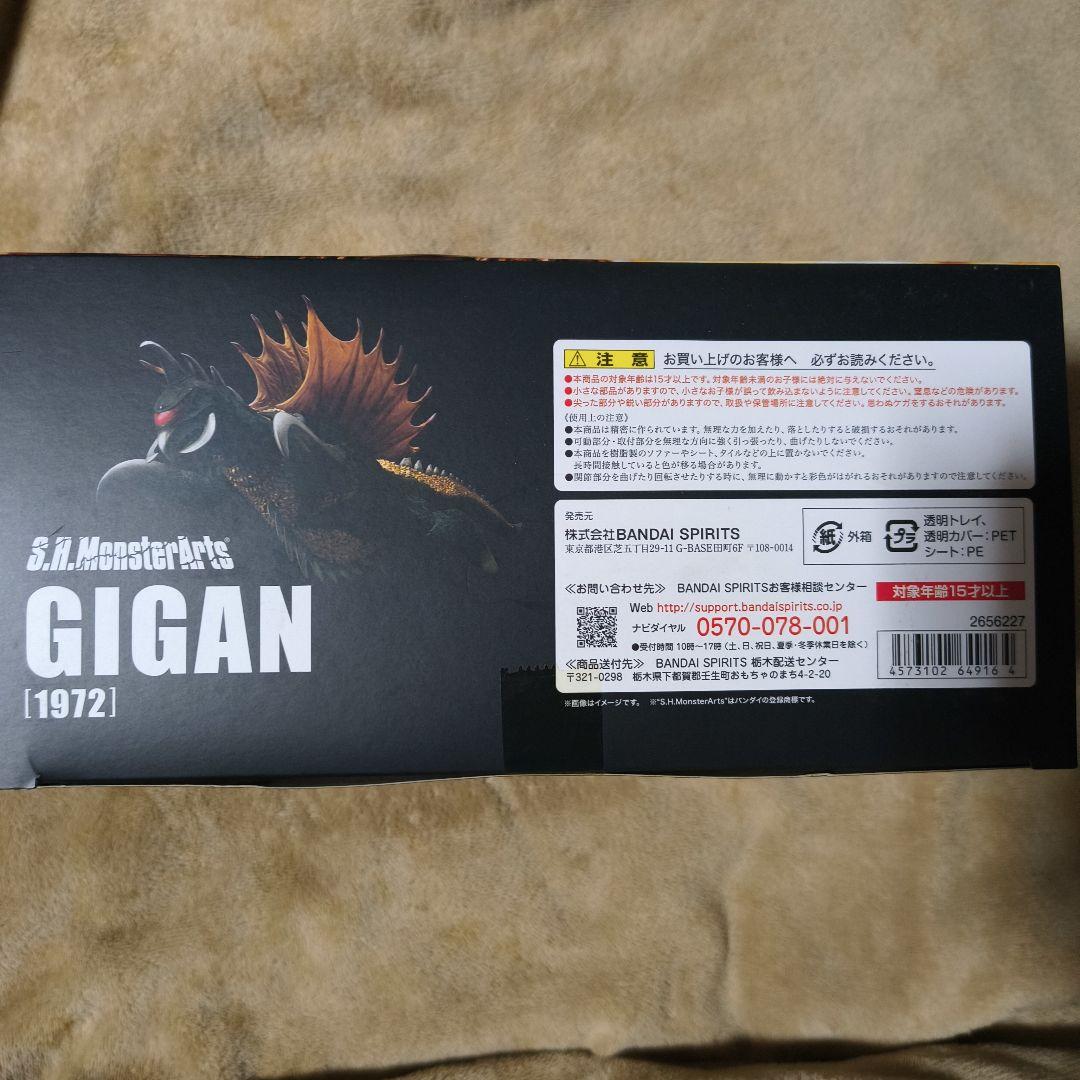 S.H.MonsterArts
GIGAN
[1972]
注意 お買い上げのお客様へ 必ずお読みください。
●本商品の対象年齢は15才以上です。対象年齢未満のお子様には絶対に与えないでください。
●小さな部品がありますので、小さなお子様が誤って飲み込まないように注意してください。窒息などの危険があります。
●尖った部分や鋭い部分がありますので、取扱や保管場所に注意してください。思わぬケガをするおそれがあります。
《使用上の注意》
●本商品は精密に作られています。無理な力を加えたり、落としたりすると破損するおそれがあります。
●可動部分・取付部分を無理な方向に強く引っ張ったり、曲げたりしないでください。
●本商品を樹脂製のソファーやシート、タイルなどの上に置かないでください。
長時間接触していると色が移る場合があります。
●関節部分を曲げたり回転させたりする時に、無理に動かすと彩色がはがれるおそれがありますので注意してください。
発売元
株式会社BANDAI SPIRITS
東京都港区芝五丁目29-11 G-BASE田町6F 〒108-0014
紙 外箱
プラ 透明トレイ、
透明カバー:PET
シート:PE
≪お問い合わせ先≫ BANDAI SPIRITSお客様相談センター
Web http://support.bandaispirits.co.jp
ナビダイヤル 0570-078-001
●受付時間 10時〜17時(土、日、祝日、夏季・冬季休業日を除く)
≪商品送付先≫ BANDAI SPIRITS 栃木配送センター
〒321-0298 栃木県下都賀郡壬生町おもちゃのまち4-2-20
対象年齢15才以上
2656227
4573102 64916 4
※画像はイメージです。 ※"S.H.MonsterArts"はバンダイの登録商標です。